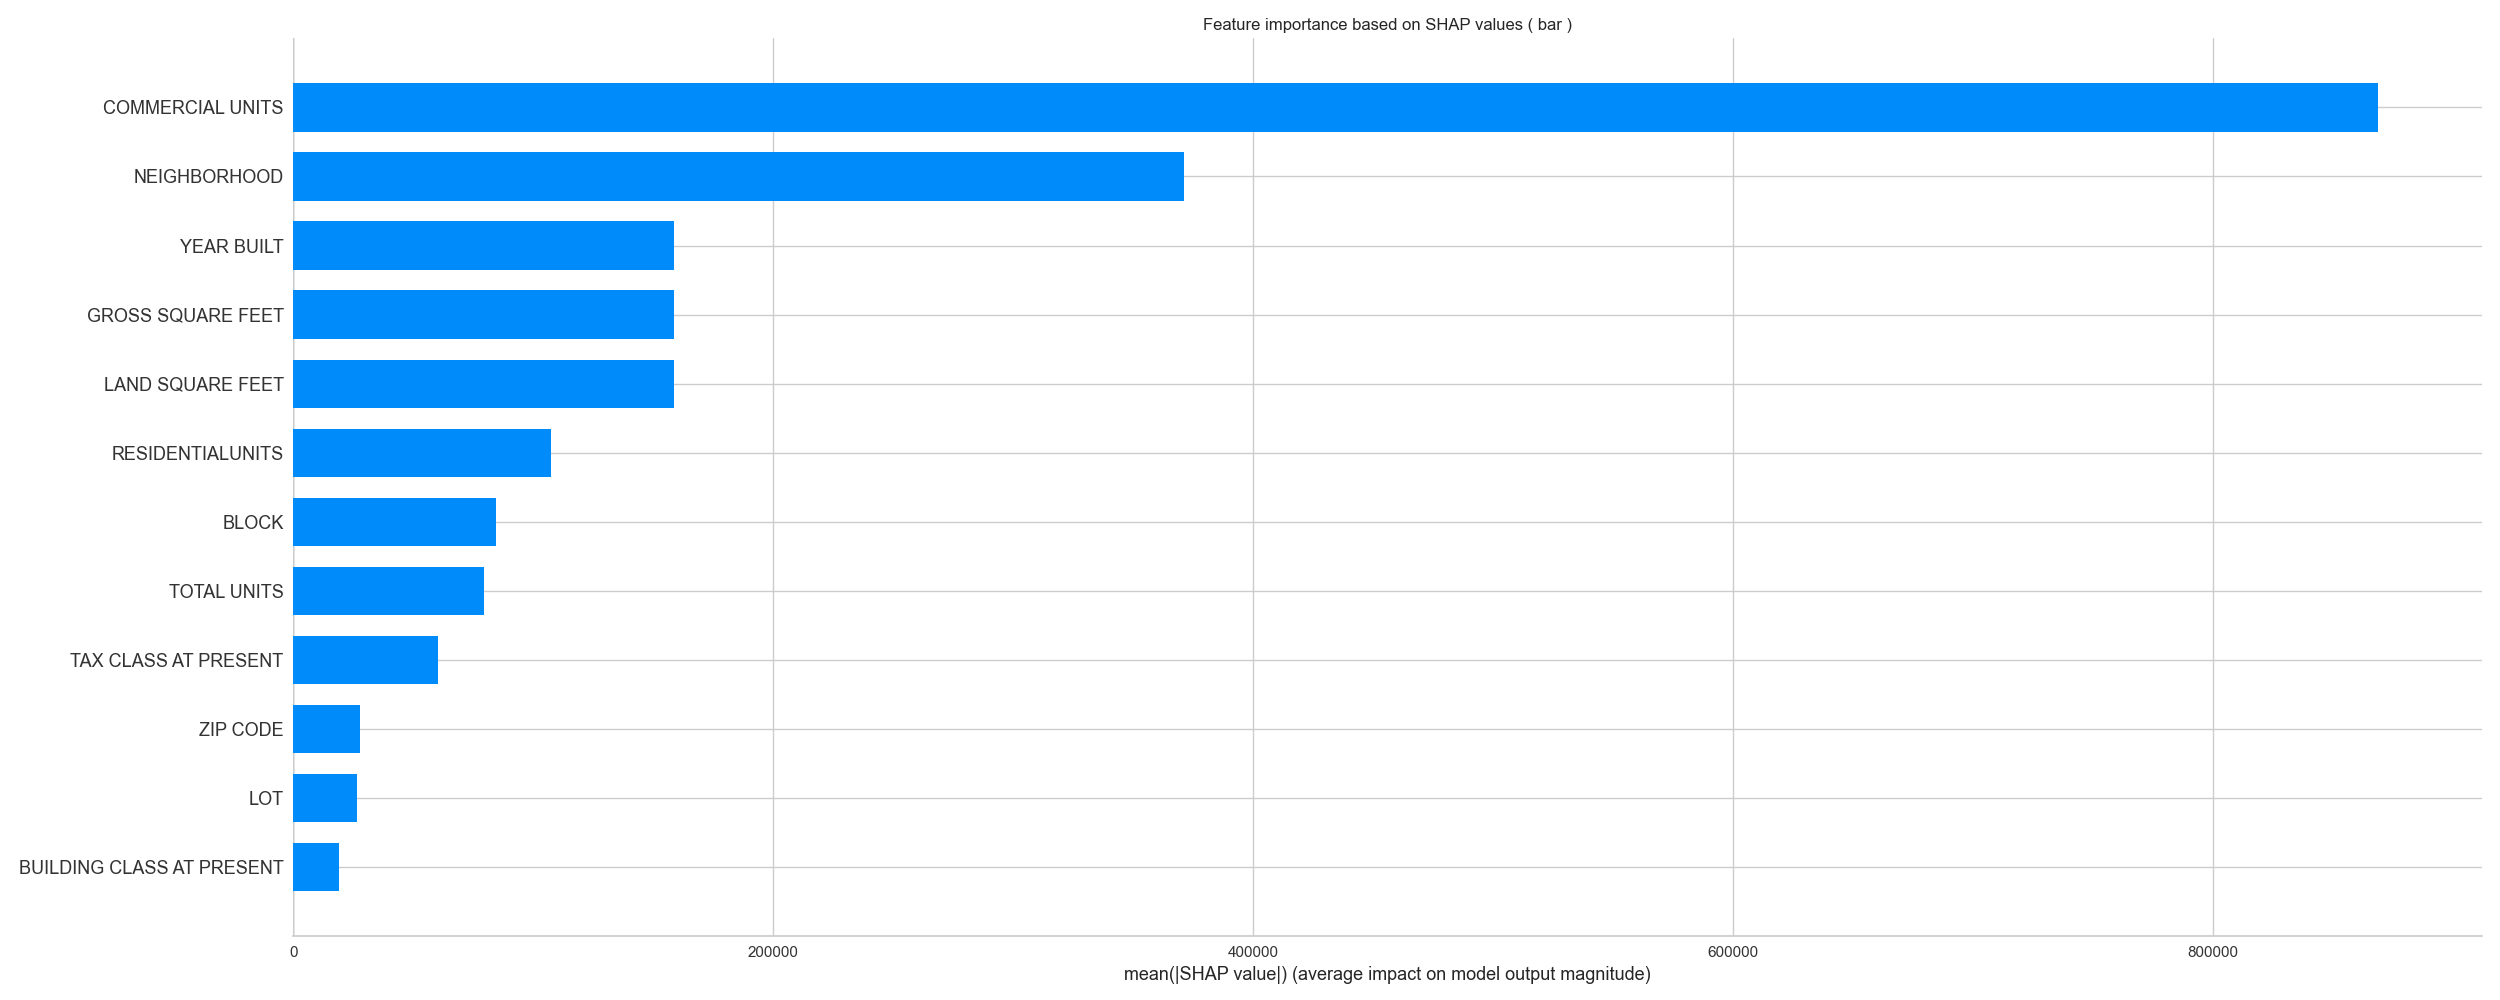 Feature importance based on SHAP values ( bar )
COMMERCIAL UNITS
NEIGHBORHOOD
YEAR BUILT
GROSS SQUARE FEET
LAND SQUARE FEET
RESIDENTIALUNITS
BLOCK
TOTAL UNITS
TAX CLASS AT PRESENT
ZIP CODE
LOT
BUILDING CLASS AT PRESENT
0 200000 400000 600000 800000
mean(|SHAP value|) (average impact on model output magnitude)